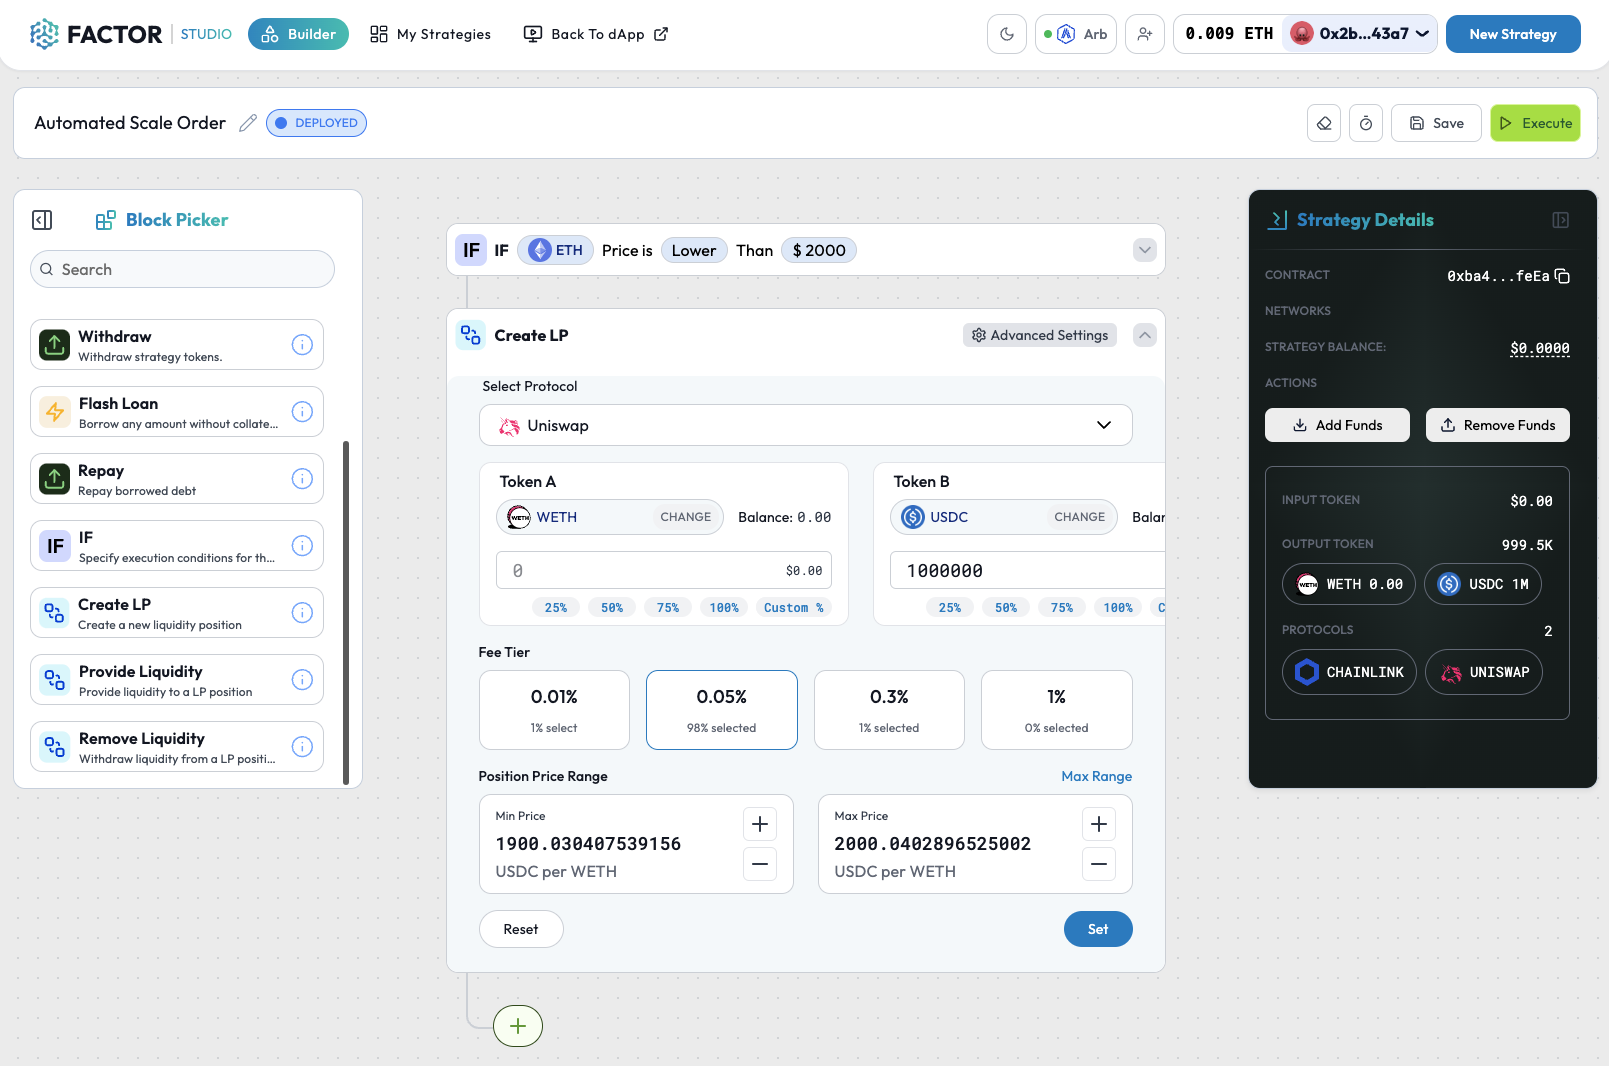 FACTOR STUDIO Builder My Strategies Back To dApp Arb 0.009 ETH 0x2b...43a7 New Strategy
Automated Scale Order DEPLOYED Save Execute
Block Picker
Search
Withdraw
Withdraw strategy tokens.
Flash Loan
Borrow any amount without collate...
Repay
Repay borrowed debt
IF IF
Specify execution conditions for th...
Create LP
Create a new liquidity position
Provide Liquidity
Provide liquidity to a LP position
Remove Liquidity
Withdraw liquidity from a LP positi...
IF IF ETH Price is Lower Than $ 2000
Create LP Advanced Settings
Select Protocol
Uniswap
Token A
WETH CHANGE Balance: 0.00
0 $0.00
25% 50% 75% 100% Custom %
Token B
USDC CHANGE Balar
1000000
25% 50% 75% 100% C
Fee Tier
0.01% 0.05% 0.3% 1%
1% select 98% selected 1% selected 0% selected
Position Price Range Max Range
Min Price
1900.030407539156
USDC per WETH
Max Price
2000.0402896525002
USDC per WETH
Reset Set
Strategy Details
CONTRACT 0xba4...feEa
NETWORKS
STRATEGY BALANCE: $0.0000
ACTIONS
Add Funds Remove Funds
INPUT TOKEN $0.00
OUTPUT TOKEN 999.5K
WETH WETH 0.00 USDC 1M
PROTOCOLS 2
CHAINLINK UNISWAP